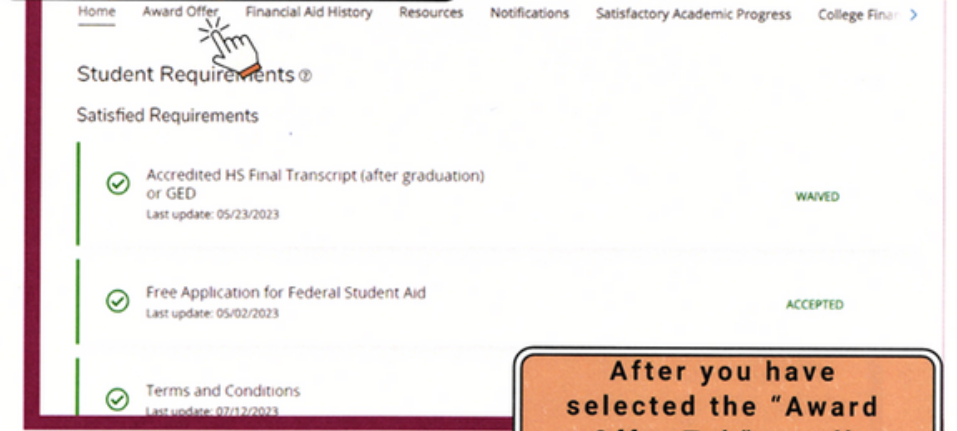 Home Award Offer Financial Aid History Resources Notifications Satisfactory Academic Progress College
Student Requirements
Satisfied Requirements
Accredited HS Final Transcript (after graduation)
or GED
WAIVED
Last update: 05/23/2023
Free Application for Federal Student Aid
ACCEPTED
Last update: 05/02/2023
Terms and Conditions
Last update: 07/12/2023
After you have
selected the “Award